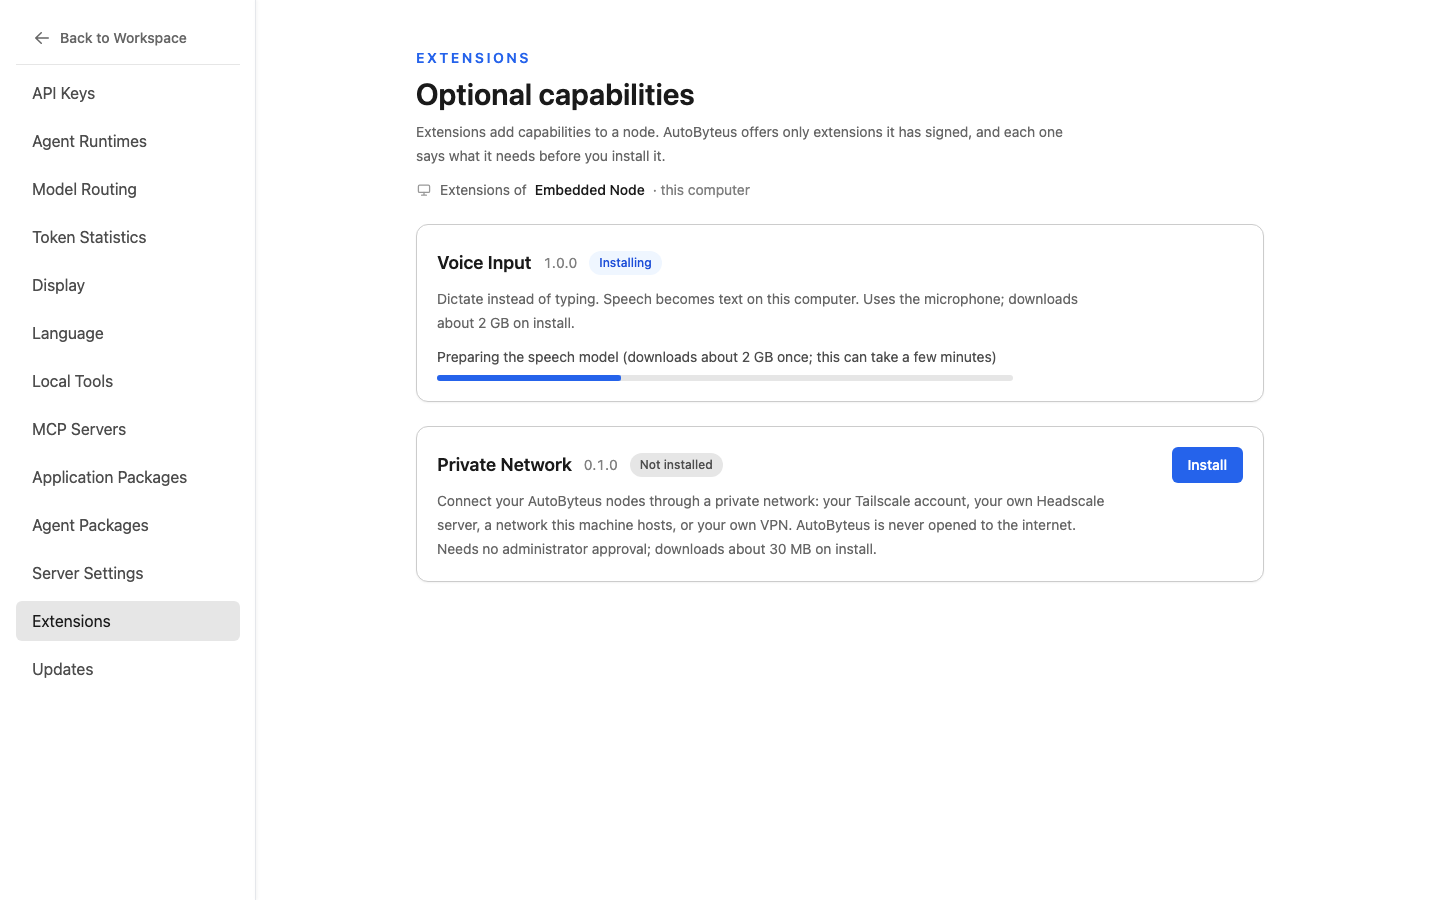 Back to Workspace
API Keys
Agent Runtimes
Model Routing
Token Statistics
Display
Language
Local Tools
MCP Servers
Application Packages
Agent Packages
Server Settings
Extensions
Updates
EXTENSIONS
Optional capabilities
Extensions add capabilities to a node. AutoByteus offers only extensions it has signed, and each one
says what it needs before you install it.
Extensions of Embedded Node · this computer
Voice Input 1.0.0 Installing
Dictate instead of typing. Speech becomes text on this computer. Uses the microphone; downloads
about 2 GB on install.
Preparing the speech model (downloads about 2 GB once; this can take a few minutes)
Private Network 0.1.0 Not installed
Install
Connect your AutoByteus nodes through a private network: your Tailscale account, your own Headscale
server, a network this machine hosts, or your own VPN. AutoByteus is never opened to the internet.
Needs no administrator approval; downloads about 30 MB on install.